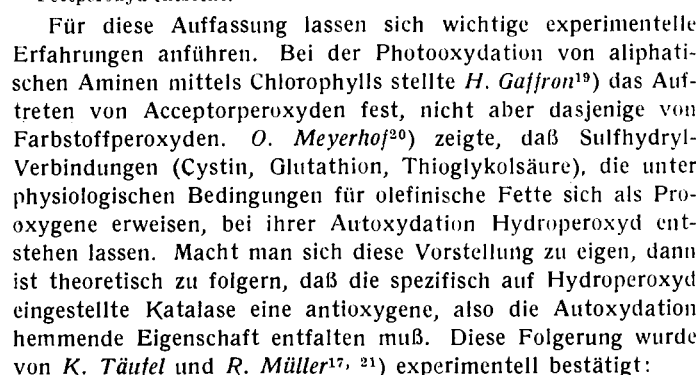 Für diese Auffassung lassen sich wichtige experimentelle
Erfahrungen anführen. Bei der Photooxydation von aliphati-
schen Aminen mittels Chlorophylls stellte H. Gaffron¹⁹) das Auf-
treten von Acceptorperoxyden fest, nicht aber dasjenige von
Farbstoffperoxyden. O. Meyerhof²⁰) zeigte, daß Sulfhydryl-
Verbindungen (Cystin, Glutathion, Thioglykolsäure), die unter
physiologischen Bedingungen für olefinische Fette sich als Pro-
oxygene erweisen, bei ihrer Autoxydation Hydroperoxyd ent-
stehen lassen. Macht man sich diese Vorstellung zu eigen, dann
ist theoretisch zu folgern, daß die spezifisch auf Hydroperoxyd
eingestellte Katalase eine antioxygene, also die Autoxydation
hemmende Eigenschaft entfalten muß. Diese Folgerung wurde
von K. Täufel und R. Müller¹⁷, ²¹) experimentell bestätigt: